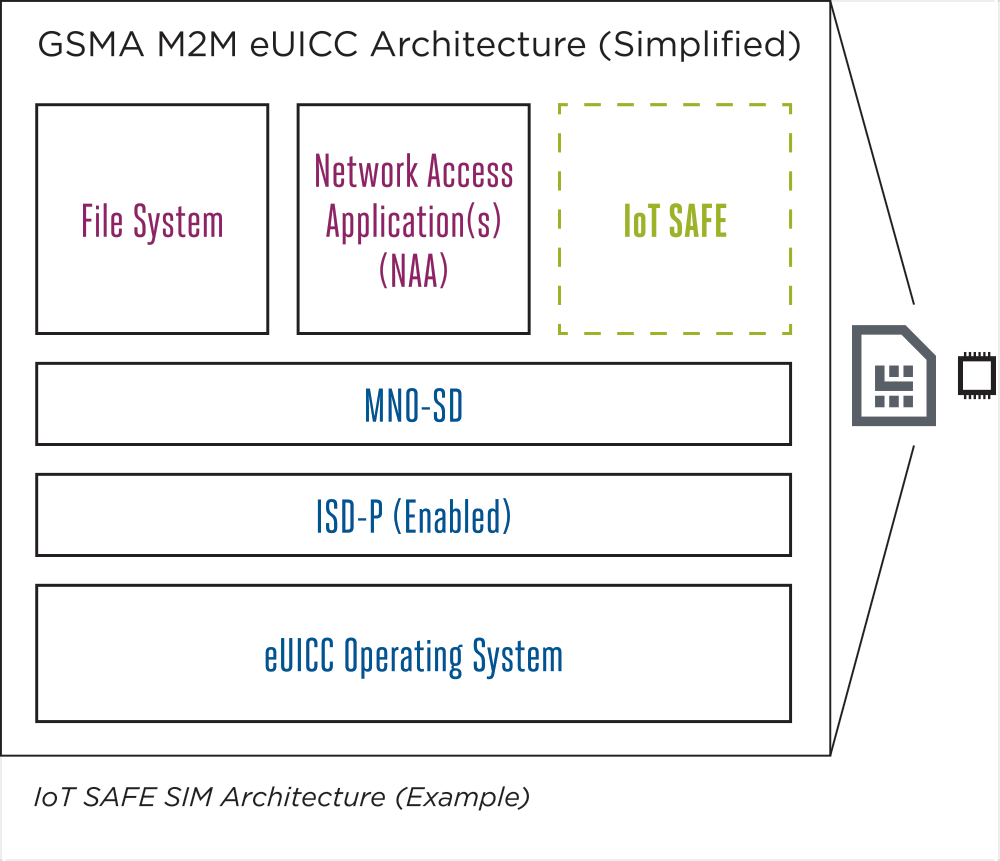 GSMA M2M eUICC Architecture (Simplified)
File System
Network Access
Application(s)
(NAA)
IoT SAFE
MNO-SD
ISD-P (Enabled)
eUICC Operating System
IoT SAFE SIM Architecture (Example)